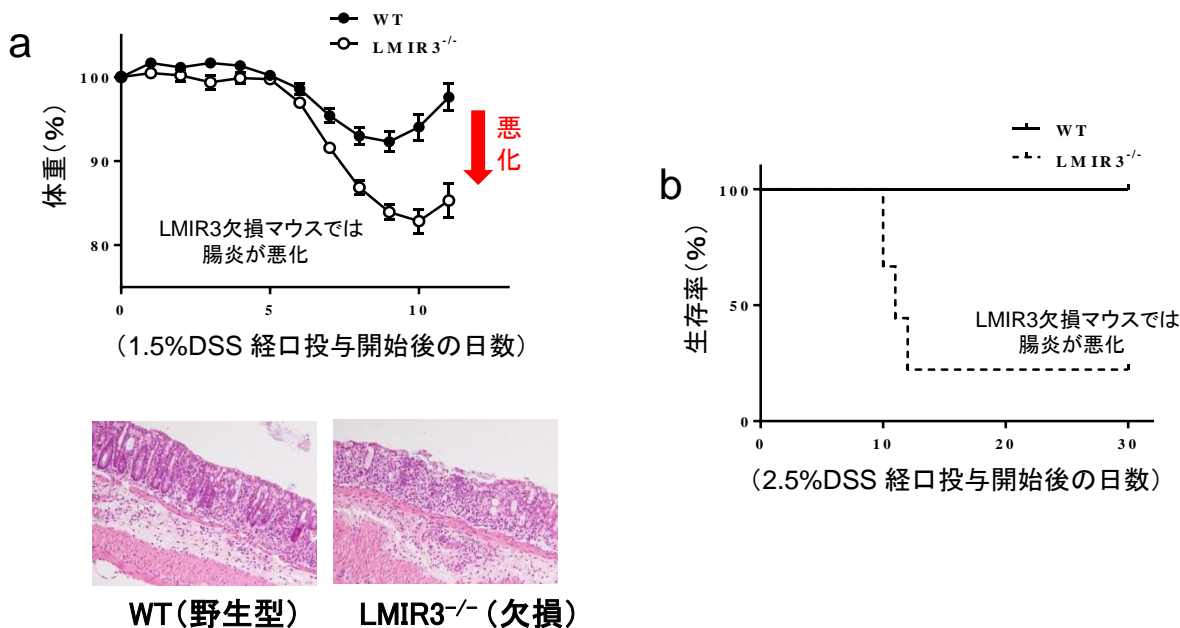 a
WT
LMIR3-/-
100
90
80
体重(%)
悪
化
LMIR3欠損マウスでは
腸炎が悪化
0 5 10
(1.5%DSS 経口投与開始後の日数)
WT(野生型)
LMIR3-/-(欠損)
b
WT
LMIR3-/-
100
50
0
生存率(%)
LMIR3欠損マウスでは
腸炎が悪化
0 10 20 30
(2.5%DSS 経口投与開始後の日数)